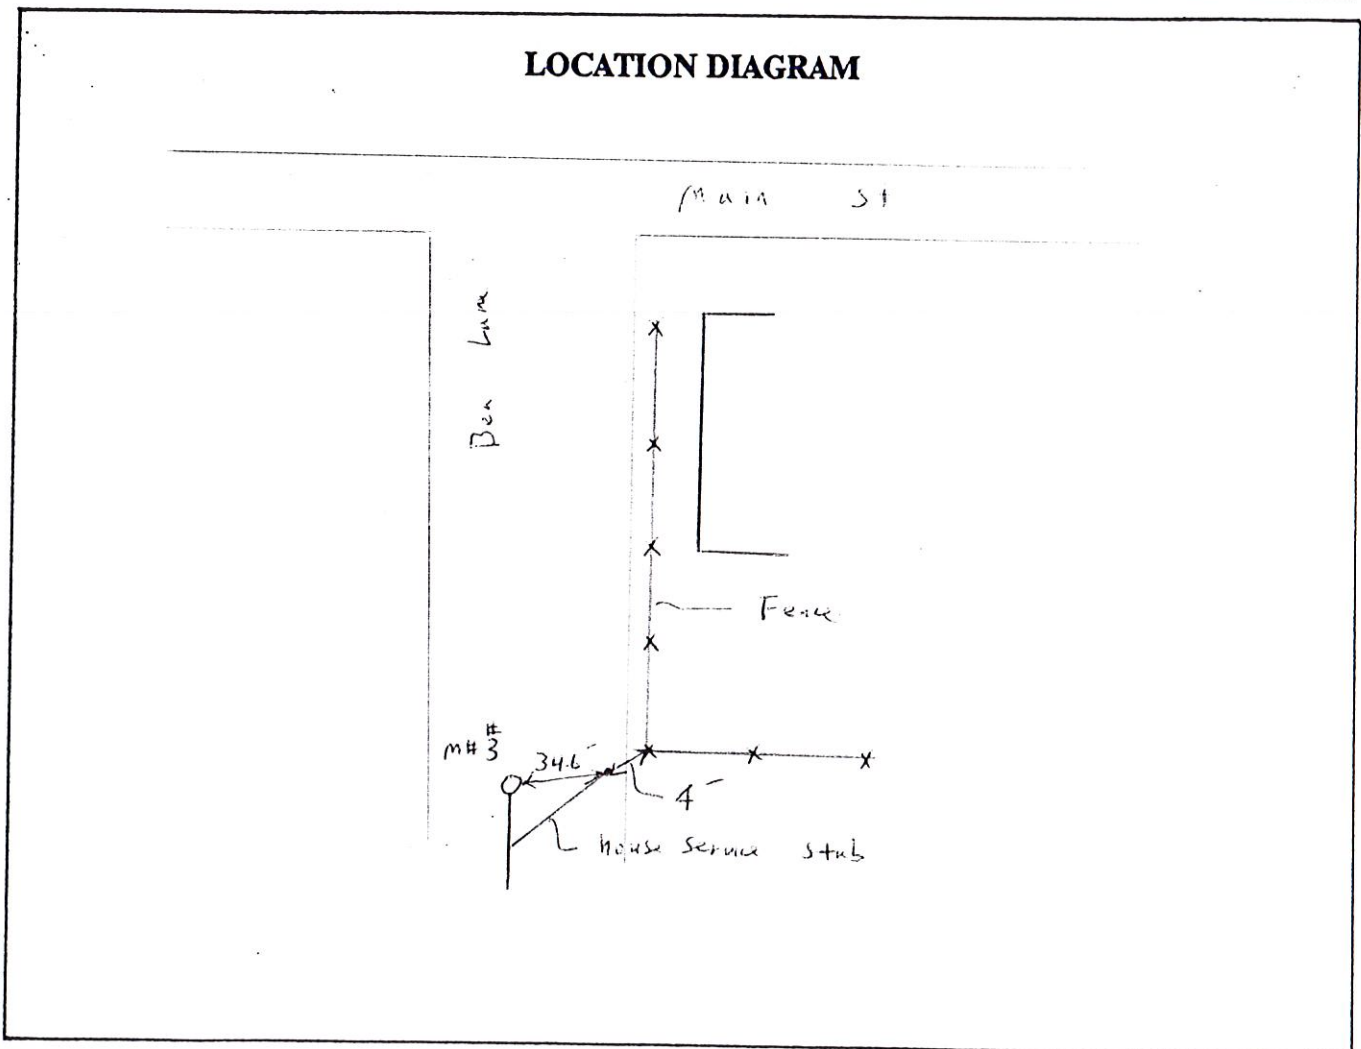 LOCATION DIAGRAM
Main St
Ben Lane
Fence
m# 3#
34.6'
4'
house service stub